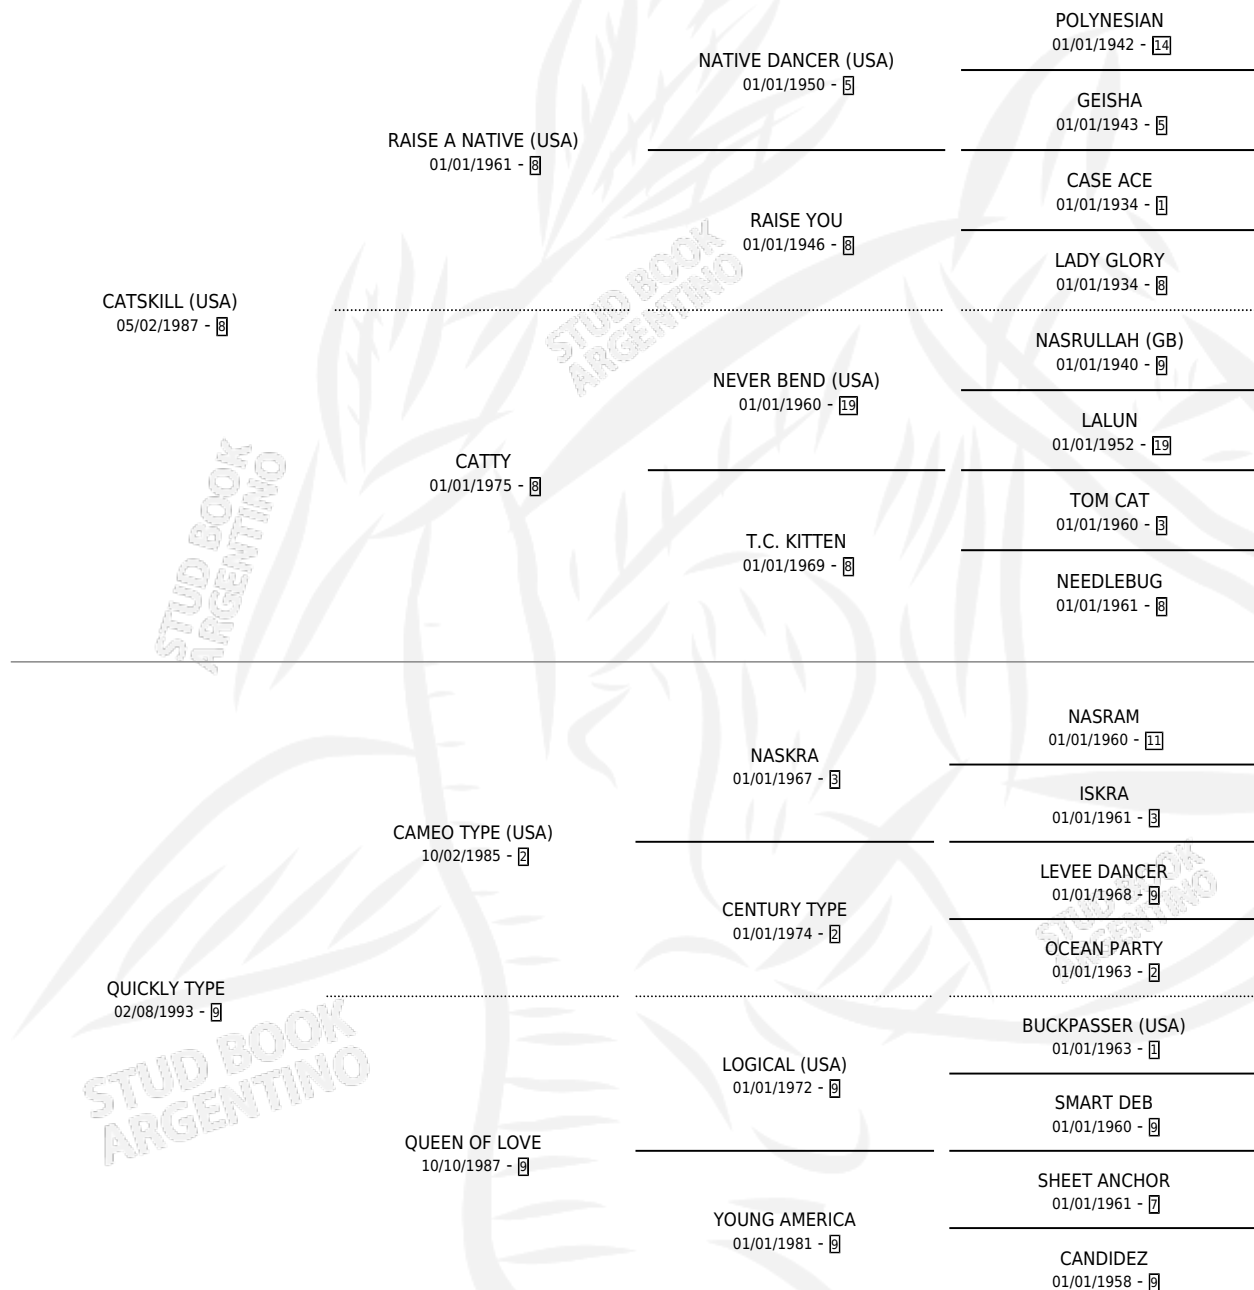 POLYNESIAN
01/01/1942 - 14
NATIVE DANCER (USA)
01/01/1950 - 5
GEISHA
01/01/1943 - 5
RAISE A NATIVE (USA)
01/01/1961 - 8
CASE ACE
01/01/1934 - 1
RAISE YOU
01/01/1946 - 8
LADY GLORY
01/01/1934 - 8
CATSKILL (USA)
05/02/1987 - 8
STUD BOOK
ARGENTINO
NASRULLAH (GB)
01/01/1940 - 9
NEVER BEND (USA)
01/01/1960 - 19
LALUN
01/01/1952 - 19
CATTY
01/01/1975 - 8
TOM CAT
01/01/1960 - 3
T.C. KITTEN
01/01/1969 - 8
NEEDLEBUG
01/01/1961 - 8
STUD BOOK
ARGENTINO
NASRAM
01/01/1960 - 11
NASKRA
01/01/1967 - 3
ISKRA
01/01/1961 - 3
CAMEO TYPE (USA)
10/02/1985 - 2
LEVEE DANCER
01/01/1968 - 9
CENTURY TYPE
01/01/1974 - 2
STUD BOOK
ARGENTINO
OCEAN PARTY
01/01/1963 - 2
QUICKLY TYPE
02/08/1993 - 9
BUCKPASSER (USA)
01/01/1963 - 1
LOGICAL (USA)
01/01/1972 - 9
SMART DEB
01/01/1960 - 9
STUD BOOK
ARGENTINO
QUEEN OF LOVE
10/10/1987 - 9
SHEET ANCHOR
01/01/1961 - 7
YOUNG AMERICA
01/01/1981 - 9
CANDIDEZ
01/01/1958 - 9